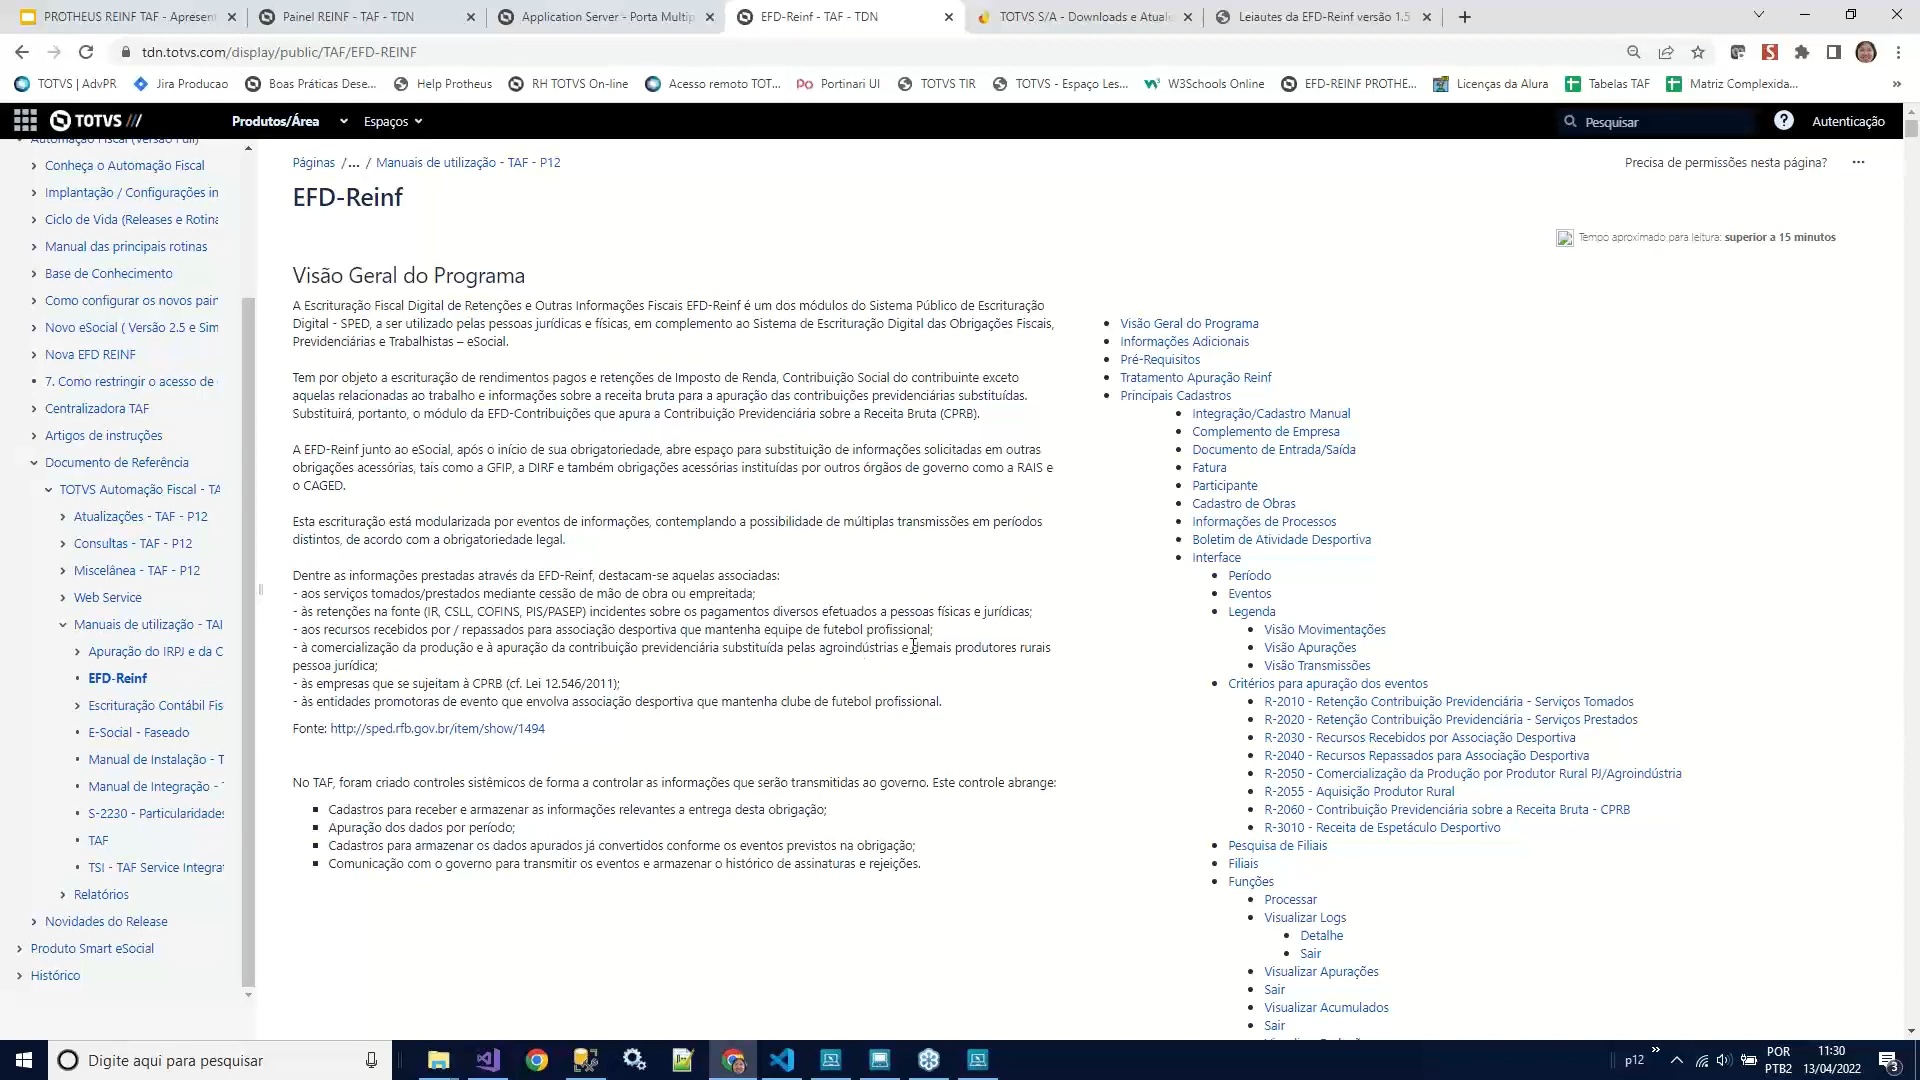 PROTHEUS REINF TAF - Apresen
Painel REINF - TAF - TDN
Application Server - Porta Multip
EFD-Reinf - TAF - TDN
TOTVS S/A - Downloads e Atuali
Leiautes da EFD-Reinf versão 1.5
tdn.totvs.com/display/public/TAF/EFD-REINF
TOTVS | AdvPR
Jira Producao
Boas Práticas Dese...
Help Protheus
RH TOTVS On-line
Acesso remoto TOT...
Portinari UI
TOTVS TIR
TOTVS - Espaço Les...
W3Schools Online
EFD-REINF PROTHE...
Licenças da Alura
Tabelas TAF
Matriz Complexida...
TOTVS ///
Produtos/Área
Espaços
Pesquisar
Autenticação
Automação Fiscal (Versão Full)
Conheça o Automação Fiscal
Implantação / Configurações in
Ciclo de Vida (Releases e Rotina
Manual das principais rotinas
Base de Conhecimento
Como configurar os novos pain
Novo eSocial ( Versão 2.5 e Sim
Nova EFD REINF
7. Como restringir o acesso de
Centralizadora TAF
Artigos de instruções
Documento de Referência
TOTVS Automação Fiscal - TA
Atualizações - TAF - P12
Consultas - TAF - P12
Miscelânea - TAF - P12
Web Service
Manuais de utilização - TAI
Apuração do IRPJ e da C
EFD-Reinf
Escrituração Contábil Fis
E-Social - Faseado
Manual de Instalação - T
Manual de Integração -
S-2230 - Particularidades
TAF
TSI - TAF Service Integrat
Relatórios
Novidades do Release
Produto Smart eSocial
Histórico
Páginas /... / Manuais de utilização - TAF - P12
Precisa de permissões nesta página?
EFD-Reinf
Tempo aproximado para leitura: superior a 15 minutos
Visão Geral do Programa
A Escrituração Fiscal Digital de Retenções e Outras Informações Fiscais EFD-Reinf é um dos módulos do Sistema Público de Escrituração
Digital - SPED, a ser utilizado pelas pessoas jurídicas e físicas, em complemento ao Sistema de Escrituração Digital das Obrigações Fiscais,
Previdenciárias e Trabalhistas – eSocial.
Tem por objeto a escrituração de rendimentos pagos e retenções de Imposto de Renda, Contribuição Social do contribuinte exceto
aquelas relacionadas ao trabalho e informações sobre a receita bruta para a apuração das contribuições previdenciárias substituídas.
Substituirá, portanto, o módulo da EFD-Contribuições que apura a Contribuição Previdenciária sobre a Receita Bruta (CPRB).
A EFD-Reinf junto ao eSocial, após o início de sua obrigatoriedade, abre espaço para substituição de informações solicitadas em outras
obrigações acessórias, tais como a GFIP, a DIRF e também obrigações acessórias instituídas por outros órgãos de governo como a RAIS e
o CAGED.
Esta escrituração está modularizada por eventos de informações, contemplando a possibilidade de múltiplas transmissões em períodos
distintos, de acordo com a obrigatoriedade legal.
Dentre as informações prestadas através da EFD-Reinf, destacam-se aquelas associadas:
- aos serviços tomados/prestados mediante cessão de mão de obra ou empreitada;
- às retenções na fonte (IR, CSLL, COFINS, PIS/PASEP) incidentes sobre os pagamentos diversos efetuados a pessoas físicas e jurídicas;
- aos recursos recebidos por / repassados para associação desportiva que mantenha equipe de futebol profissional;
- à comercialização da produção e à apuração da contribuição previdenciária substituída pelas agroindústrias e demais produtores rurais
pessoa jurídica;
- às empresas que se sujeitam à CPRB (cf. Lei 12.546/2011);
- às entidades promotoras de evento que envolva associação desportiva que mantenha clube de futebol profissional.
Fonte: http://sped.rfb.gov.br/item/show/1494
No TAF, foram criado controles sistêmicos de forma a controlar as informações que serão transmitidas ao governo. Este controle abrange:
Cadastros para receber e armazenar as informações relevantes a entrega desta obrigação;
Apuração dos dados por período;
Cadastros para armazenar os dados apurados já convertidos conforme os eventos previstos na obrigação;
Comunicação com o governo para transmitir os eventos e armazenar o histórico de assinaturas e rejeições.
Visão Geral do Programa
Informações Adicionais
Pré-Requisitos
Tratamento Apuração Reinf
Principais Cadastros
Integração/Cadastro Manual
Complemento de Empresa
Documento de Entrada/Saída
Fatura
Participante
Cadastro de Obras
Informações de Processos
Boletim de Atividade Desportiva
Interface
Período
Eventos
Legenda
Visão Movimentações
Visão Apurações
Visão Transmissões
Critérios para apuração dos eventos
R-2010 - Retenção Contribuição Previdenciária - Serviços Tomados
R-2020 - Retenção Contribuição Previdenciária - Serviços Prestados
R-2030 - Recursos Recebidos por Associação Desportiva
R-2040 - Recursos Repassados para Associação Desportiva
R-2050 - Comercialização da Produção por Produtor Rural PJ/Agroindústria
R-2055 - Aquisição Produtor Rural
R-2060 - Contribuição Previdenciária sobre a Receita Bruta - CPRB
R-3010 - Receita de Espetáculo Desportivo
Pesquisa de Filiais
Filiais
Funções
Processar
Visualizar Logs
Detalhe
Sair
Visualizar Apurações
Sair
Visualizar Acumulados
Sair
Digite aqui para pesquisar
p12
POR
PTB2
11:30
13/04/2022
3